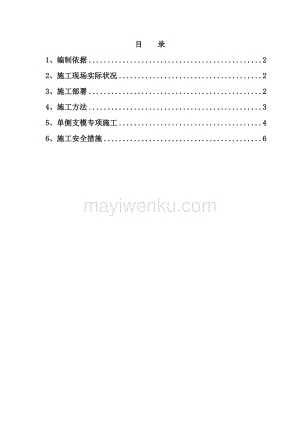 目 录
1、编制依据..........................................2
2、施工现场实际状况..................................2
3、施工部署..........................................2
4、施工方法..........................................3
5、单侧支模专项施工..................................4
6、施工安全措施......................................6
mayiwenku.com